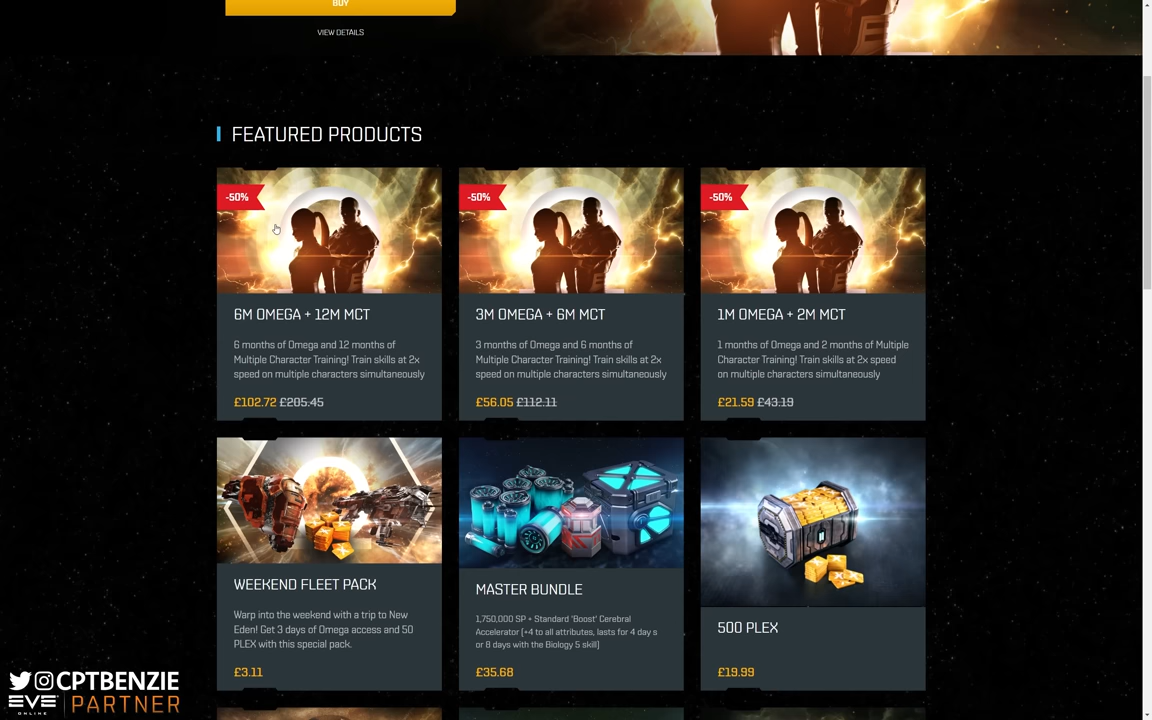 BUY
VIEW DETAILS
FEATURED PRODUCTS
-50%
-50%
-50%
6M OMEGA + 12M MCT
6 months of Omega and 12 months of
Multiple Character Training! Train skills at 2x
speed on multiple characters simultaneously
£102.72 £205.45
3M OMEGA + 6M MCT
3 months of Omega and 6 months of
Multiple Character Training! Train skills at 2x
speed on multiple characters simultaneously
£56.05 £112.11
1M OMEGA + 2M MCT
1 months of Omega and 2 months of Multiple
Character Training! Train skills at 2x speed
on multiple characters simultaneously
£21.59 £43.19
WEEKEND FLEET PACK
Warp into the weekend with a trip to New
Eden! Get 3 days of Omega access and 50
PLEX with this special pack.
£3.11
MASTER BUNDLE
1,750,000 SP + Standard 'Boost' Cerebral
Accelerator (+4 to all attributes, lasts for 4 day s
or 8 days with the Biology 5 skill)
£35.68
500 PLEX
£19.99
CPTBENZIE
EVE ONLINE PARTNER